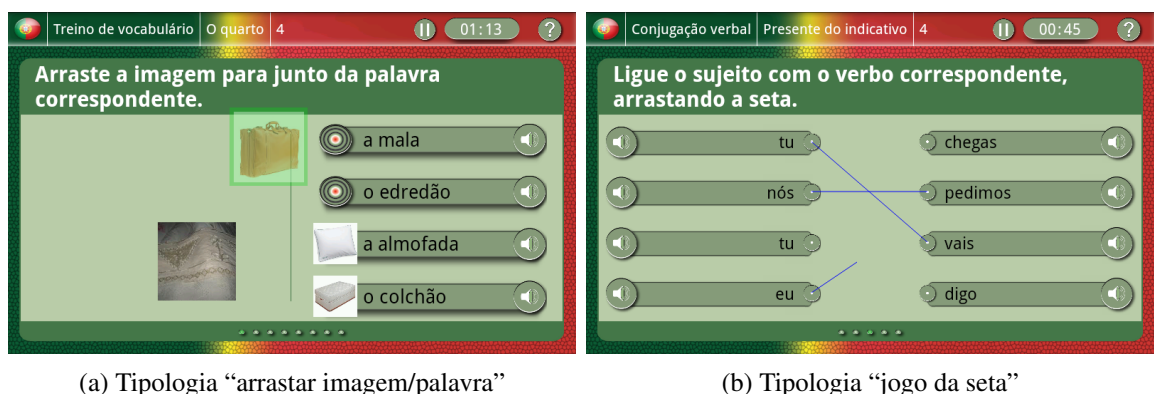 Treino de vocabulário O quarto 4 01:13 ?
Arraste a imagem para junto da palavra
correspondente.
a mala
o edredão
a almofada
o colchão
(a) Tipologia “arrastar imagem/palavra”
Conjugação verbal Presente do indicativo 4 00:45 ?
Ligue o sujeito com o verbo correspondente,
arrastando a seta.
tu chegas
nós pedimos
tu vais
eu digo
(b) Tipologia “jogo da seta”